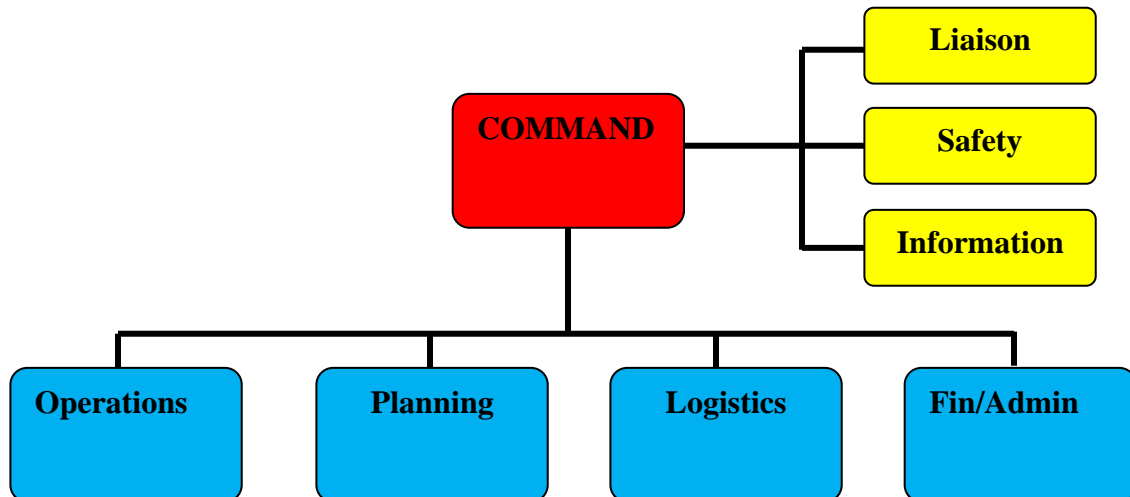 Liaison
COMMAND
Safety
Information
Operations
Planning
Logistics
Fin/Admin